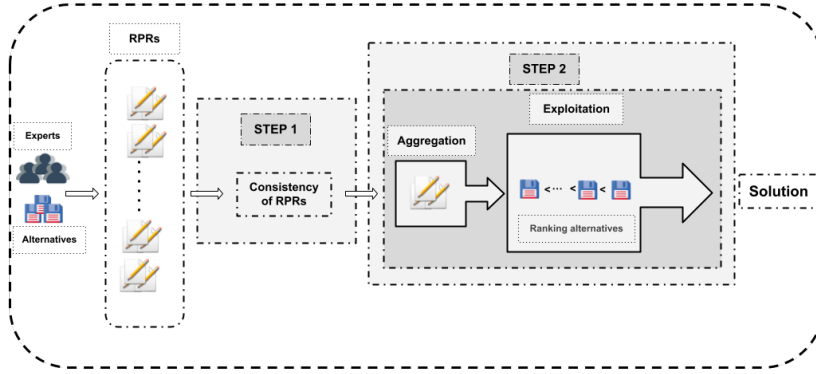 RPRs
Experts
Alternatives
STEP 1
Consistency
of RPRs
STEP 2
Aggregation
Exploitation
< ··· < <
Ranking alternatives
Solution